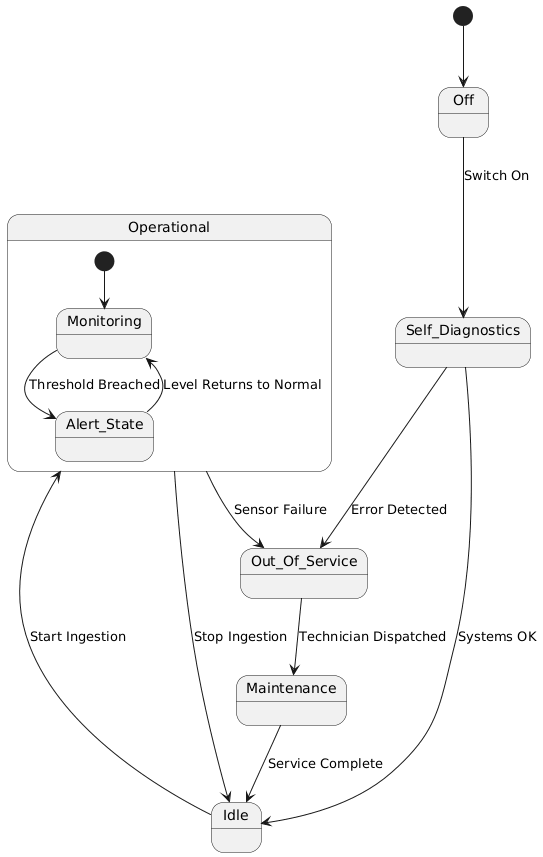 Off
Switch On
Operational
Monitoring
Self_Diagnostics
Threshold Breached
Level Returns to Normal
Alert_State
Sensor Failure
Error Detected
Out_Of_Service
Start Ingestion
Stop Ingestion
Technician Dispatched
Systems OK
Maintenance
Service Complete
Idle